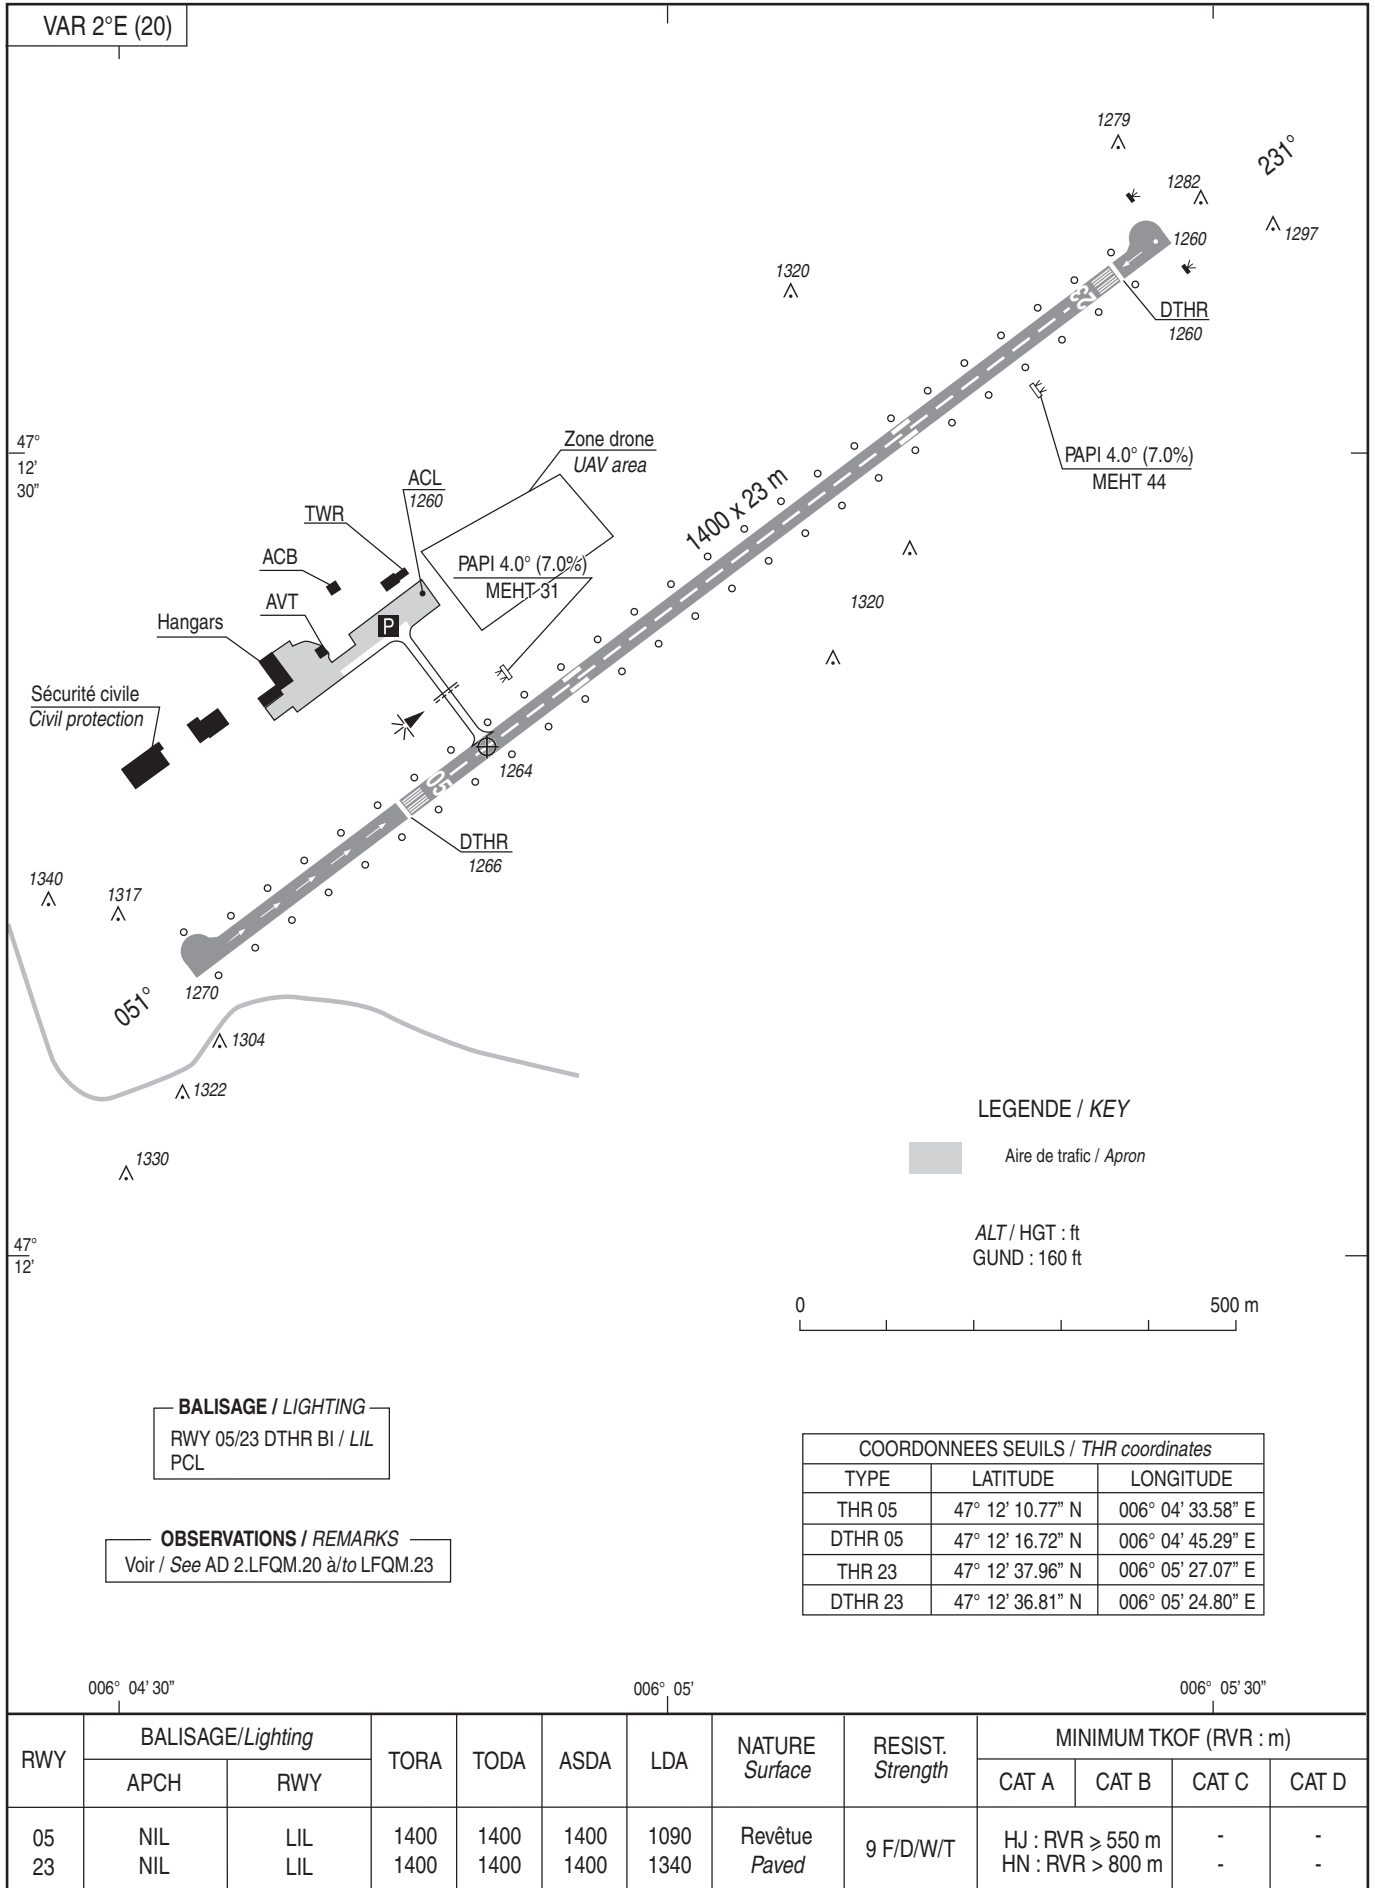 VAR 2°E (20)
1279
231°
1282
1260
1297
1320
23
DTHR
1260
47°
12'
30"
Zone drone
UAV area
PAPI 4.0° (7.0%)
MEHT 44
ACL
1260
1400 x 23 m
TWR
ACB
PAPI 4.0° (7.0%)
MEHT 31
AVT
1320
Hangars
P
Sécurité civile
Civil protection
1264
05
DTHR
1266
1340
1317
1270
051°
1304
1322
LEGENDE / KEY
Aire de trafic / Apron
1330
ALT / HGT : ft
GUND : 160 ft
47°
12'
0 500 m
BALISAGE / LIGHTING
RWY 05/23 DTHR BI / LIL
PCL
COORDONNEES SEUILS / THR coordinates
TYPE LATITUDE LONGITUDE
THR 05 47° 12' 10.77" N 006° 04' 33.58" E
DTHR 05 47° 12' 16.72" N 006° 04' 45.29" E
THR 23 47° 12' 37.96" N 006° 05' 27.07" E
DTHR 23 47° 12' 36.81" N 006° 05' 24.80" E
OBSERVATIONS / REMARKS
Voir / See AD 2.LFQM.20 à/to LFQM.23
006° 04' 30" 006° 05' 006° 05' 30"
RWY BALISAGE/Lighting TORA TODA ASDA LDA NATURE Surface RESIST. Strength MINIMUM TKOF (RVR : m)
APCH RWY CAT A CAT B CAT C CAT D
05 NIL LIL 1400 1400 1400 1090 Revêtue 9 F/D/W/T HJ : RVR ⩾ 550 m - -
23 NIL LIL 1400 1400 1400 1340 Paved HN : RVR > 800 m - -